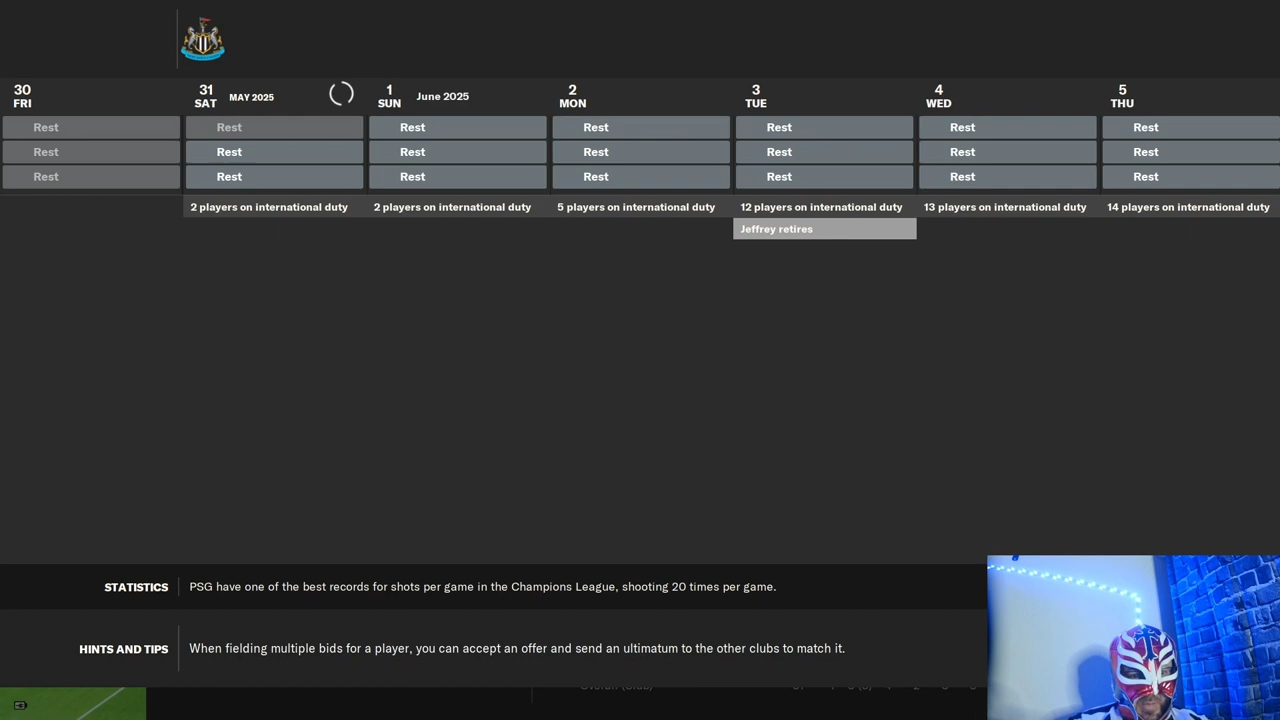 30
FRI
31
SAT MAY 2025
1
SUN June 2025
2
MON
3
TUE
4
WED
5
THU
Rest Rest Rest Rest Rest Rest Rest
Rest Rest Rest Rest Rest Rest Rest
Rest Rest Rest Rest Rest Rest Rest
2 players on international duty
2 players on international duty
5 players on international duty
12 players on international duty
13 players on international duty
14 players on international duty
Jeffrey retires
STATISTICS PSG have one of the best records for shots per game in the Champions League, shooting 20 times per game.
HINTS AND TIPS When fielding multiple bids for a player, you can accept an offer and send an ultimatum to the other clubs to match it.